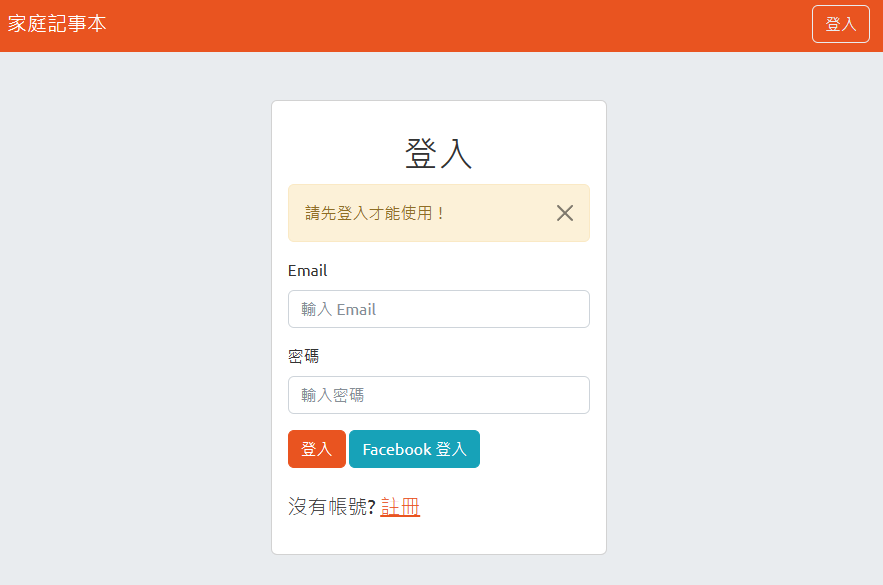 家庭記事本
登入
登入
請先登入才能使用！
Email
輸入 Email
密碼
輸入密碼
登入
Facebook 登入
沒有帳號? 註冊